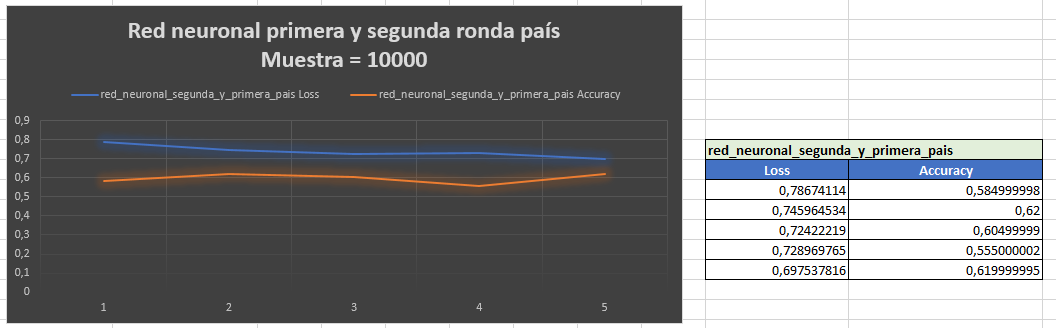 Red neuronal primera y segunda ronda país
Muestra = 10000
red_neuronal_segunda_y_primera_pais Loss
red_neuronal_segunda_y_primera_pais Accuracy
0,9
0,8
0,7
0,6
0,5
0,4
0,3
0,2
0,1
0
1 2 3 4 5
red_neuronal_segunda_y_primera_pais
Loss Accuracy
0,78674114 0,584999998
0,745964534 0,62
0,72422219 0,60499999
0,728969765 0,555000002
0,697537816 0,619999995